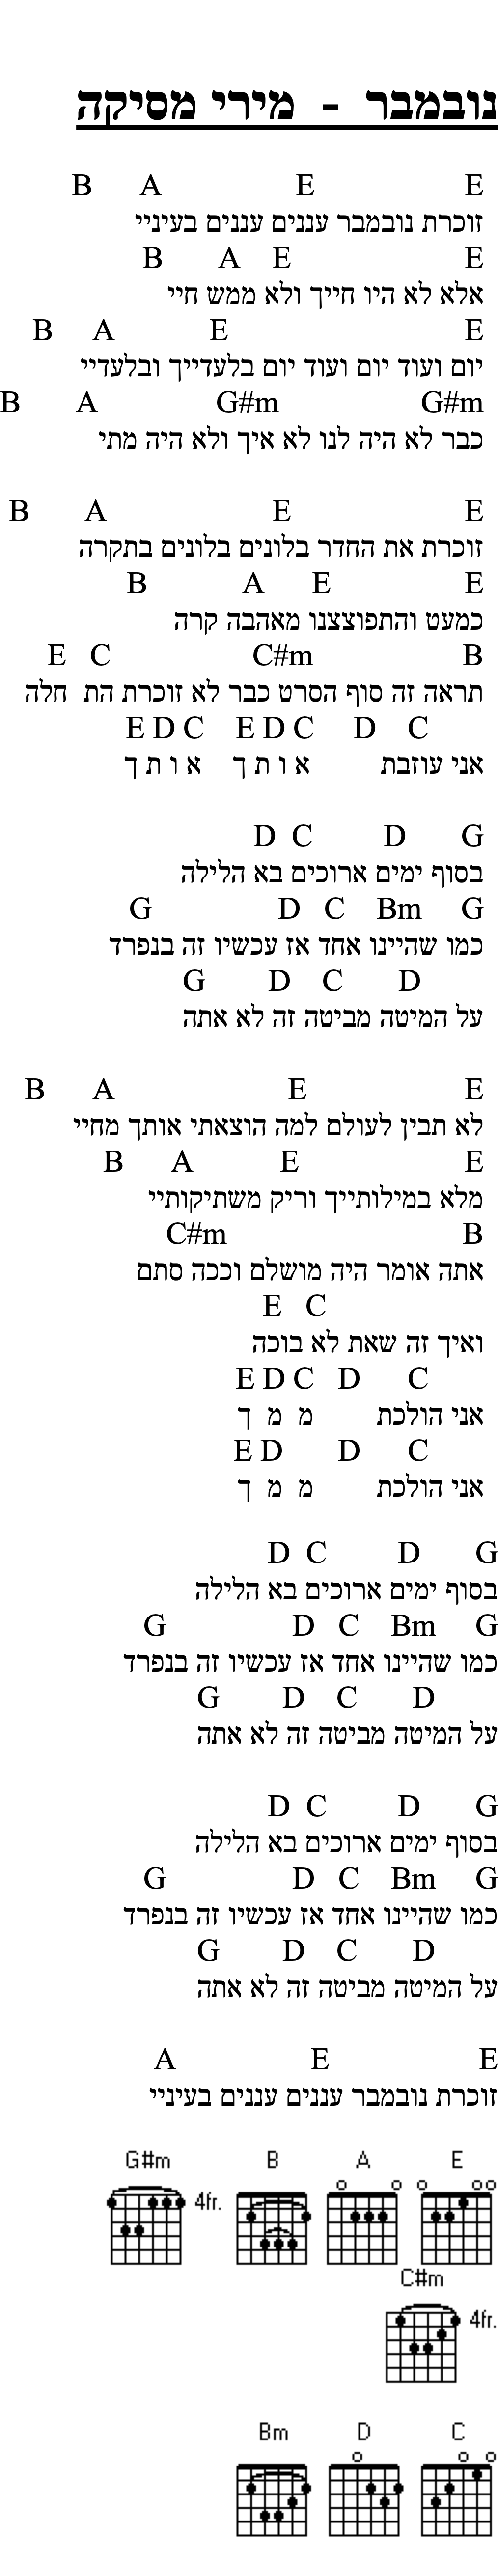 נובמבר - מירי מסיקה
B A E E
זוכרת נובמבר עננים עננים בעיניי
B A E E
אלא לא היו חייך ולא ממש חיי
B A E E
יום ועוד יום ועוד יום בלעדייך ובלעדיי
B A G#m G#m
כבר לא היה לנו לא איך ולא היה מתי
B A E E
זוכרת את החדר בלונים בלונים בתקרה
B A E E
כמעט והתפוצצנו מאהבה קרה
E C C#m B
תראה זה סוף הסרט כבר לא זוכרת הת חלה
E D C E D C D C
אני עוזבת א ו ת ך א ו ת ך
D C D G
בסוף ימים ארוכים בא הלילה
G D C Bm G
כמו שהיינו אחד אז עכשיו זה בנפרד
G D C D
על המיטה מביטה זה לא אתה
B A E E
לא תבין לעולם למה הוצאתי אותך מחיי
B A E E
מלא במילותייך וריק משתיקותיי
C#m B
אתה אומר היה מושלם וככה סתם
E C
ואיך זה שאת לא בוכה
E D C D C
אני הולכת מ מ ך
E D D C
אני הולכת מ מ ך
D C D G
בסוף ימים ארוכים בא הלילה
G D C Bm G
כמו שהיינו אחד אז עכשיו זה בנפרד
G D C D
על המיטה מביטה זה לא אתה
D C D G
בסוף ימים ארוכים בא הלילה
G D C Bm G
כמו שהיינו אחד אז עכשיו זה בנפרד
G D C D
על המיטה מביטה זה לא אתה
A E E
זוכרת נובמבר עננים עננים בעיניי
G#m B A E
4fr.
C#m
4fr.
Bm D C